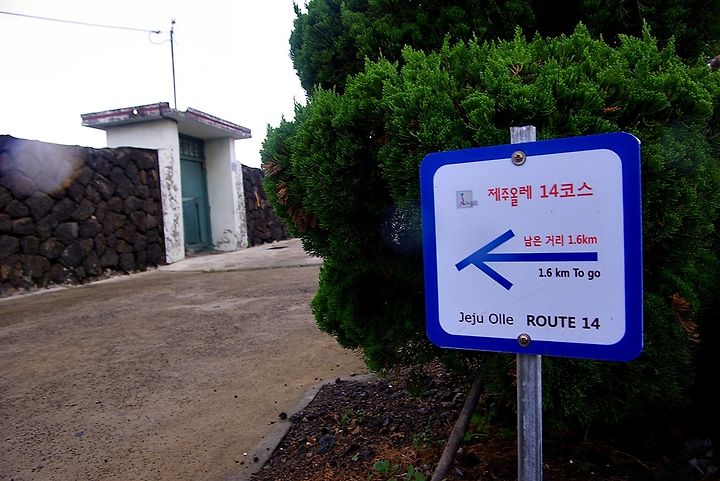 제주올레 14코스
남은 거리 1.6km
1.6 km To go
Jeju Olle ROUTE 14